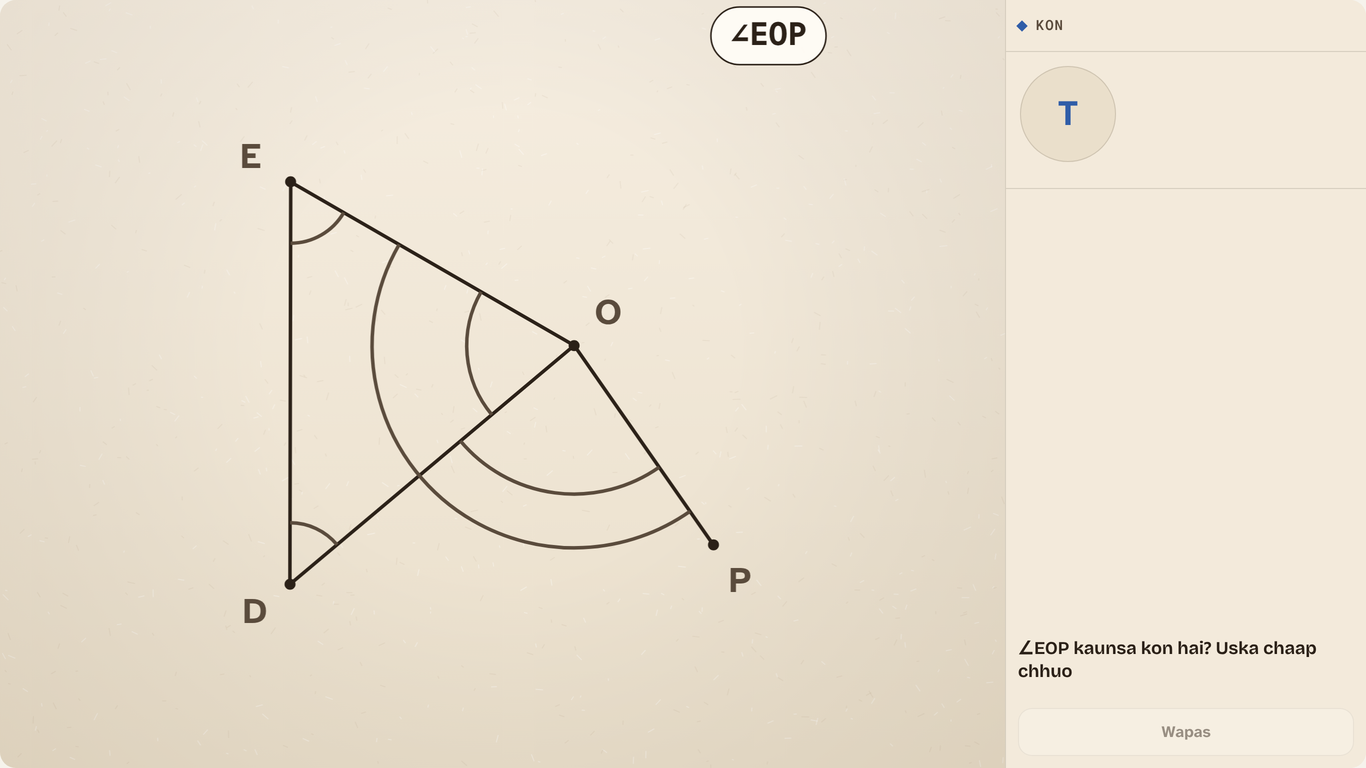 ∠EOP
E
O
P
D
KON
T
∠EOP kaunsa kon hai? Uska chaap
chhuo
Wapas